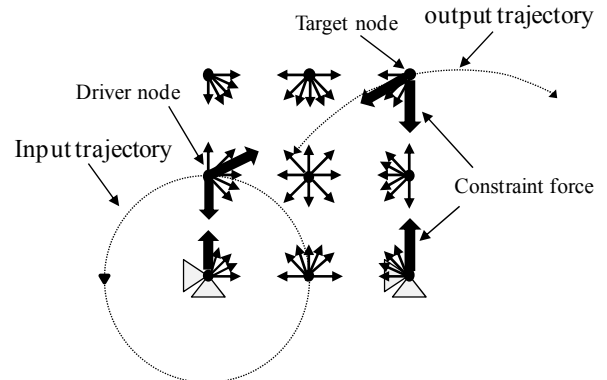 output trajectory
Target node
Driver node
Input trajectory
Constraint force